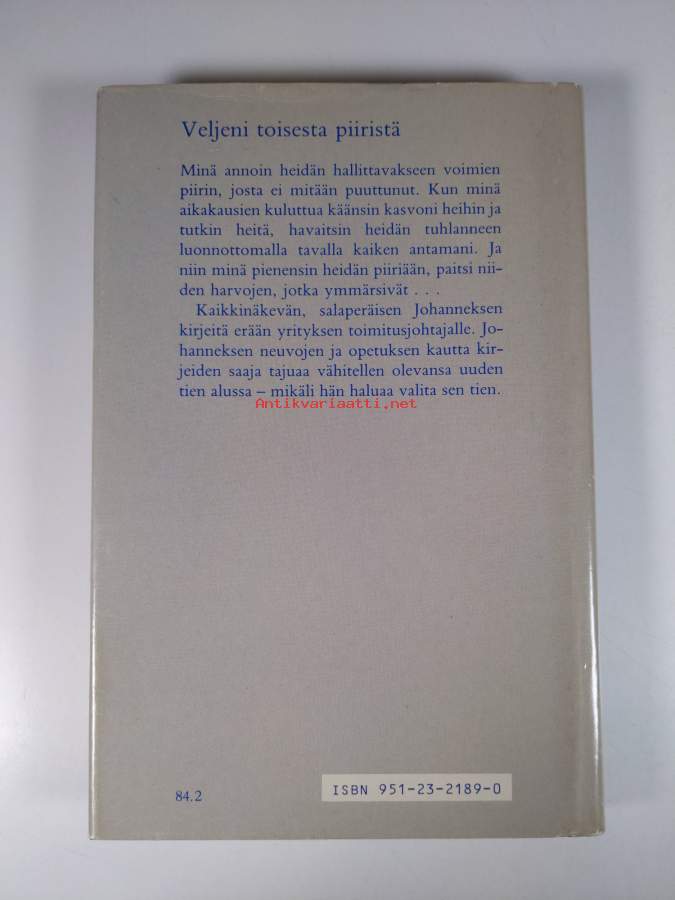 Veljeni toisesta piiristä
Minä annoin heidän hallittavakseen voimien
piirin, josta ei mitään puuttunut. Kun minä
aikakausien kuluttua käänsin kasvoni heihin ja
tutkin heitä, havaitsin heidän tuhlanneen
luonnottomalla tavalla kaiken antamani. Ja
niin minä pienensin heidän piiriään, paitsi nii-
den harvojen, jotka ymmärsivät . . .
Kaikkinäkevän, salaperäisen Johanneksen
kirjeitä erään yrityksen toimitusjohtajalle. Jo-
hanneksen neuvojen ja opetuksen kautta kir-
jeiden saaja tajuaa vähitellen olevansa uuden
tien alussa – mikäli hän haluaa valita sen tien.
Antikvariaatti.net
84.2
ISBN 951-23-2189-0